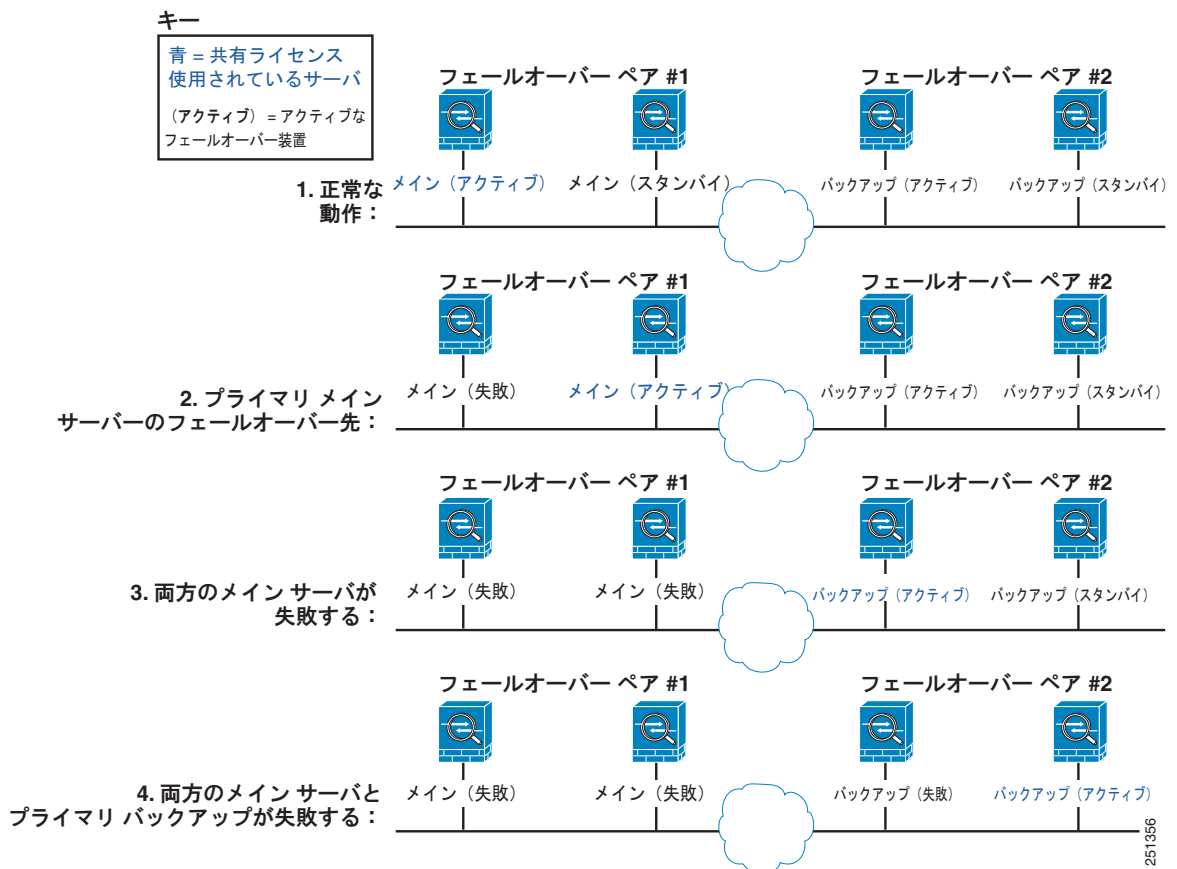 キー
青 = 共有ライセンス
使用されているサーバ
（アクティブ）= アクティブな
フェールオーバー装置
フェールオーバー ペア #1
フェールオーバー ペア #2
1. 正常な
動作：
メイン（アクティブ）
メイン（スタンバイ）
バックアップ（アクティブ）
バックアップ（スタンバイ）
フェールオーバー ペア #1
フェールオーバー ペア #2
2. プライマリ メイン
サーバーのフェールオーバー先：
メイン（失敗）
メイン（アクティブ）
バックアップ（アクティブ）
バックアップ（スタンバイ）
フェールオーバー ペア #1
フェールオーバー ペア #2
3. 両方のメイン サーバが
失敗する：
メイン（失敗）
メイン（失敗）
バックアップ（アクティブ）
バックアップ（スタンバイ）
フェールオーバー ペア #1
フェールオーバー ペア #2
4. 両方のメイン サーバと
プライマリ バックアップが失敗する：
メイン（失敗）
メイン（失敗）
バックアップ（失敗）
バックアップ（アクティブ）
251356